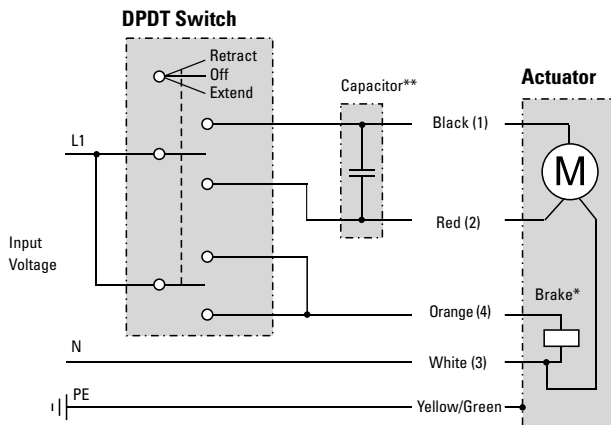 DPDT Switch
Retract
Off
Extend
Capacitor**
Actuator
L1
Black (1)
M
Red (2)
Input
Voltage
Brake*
Orange (4)
N
White (3)
PE
Yellow/Green